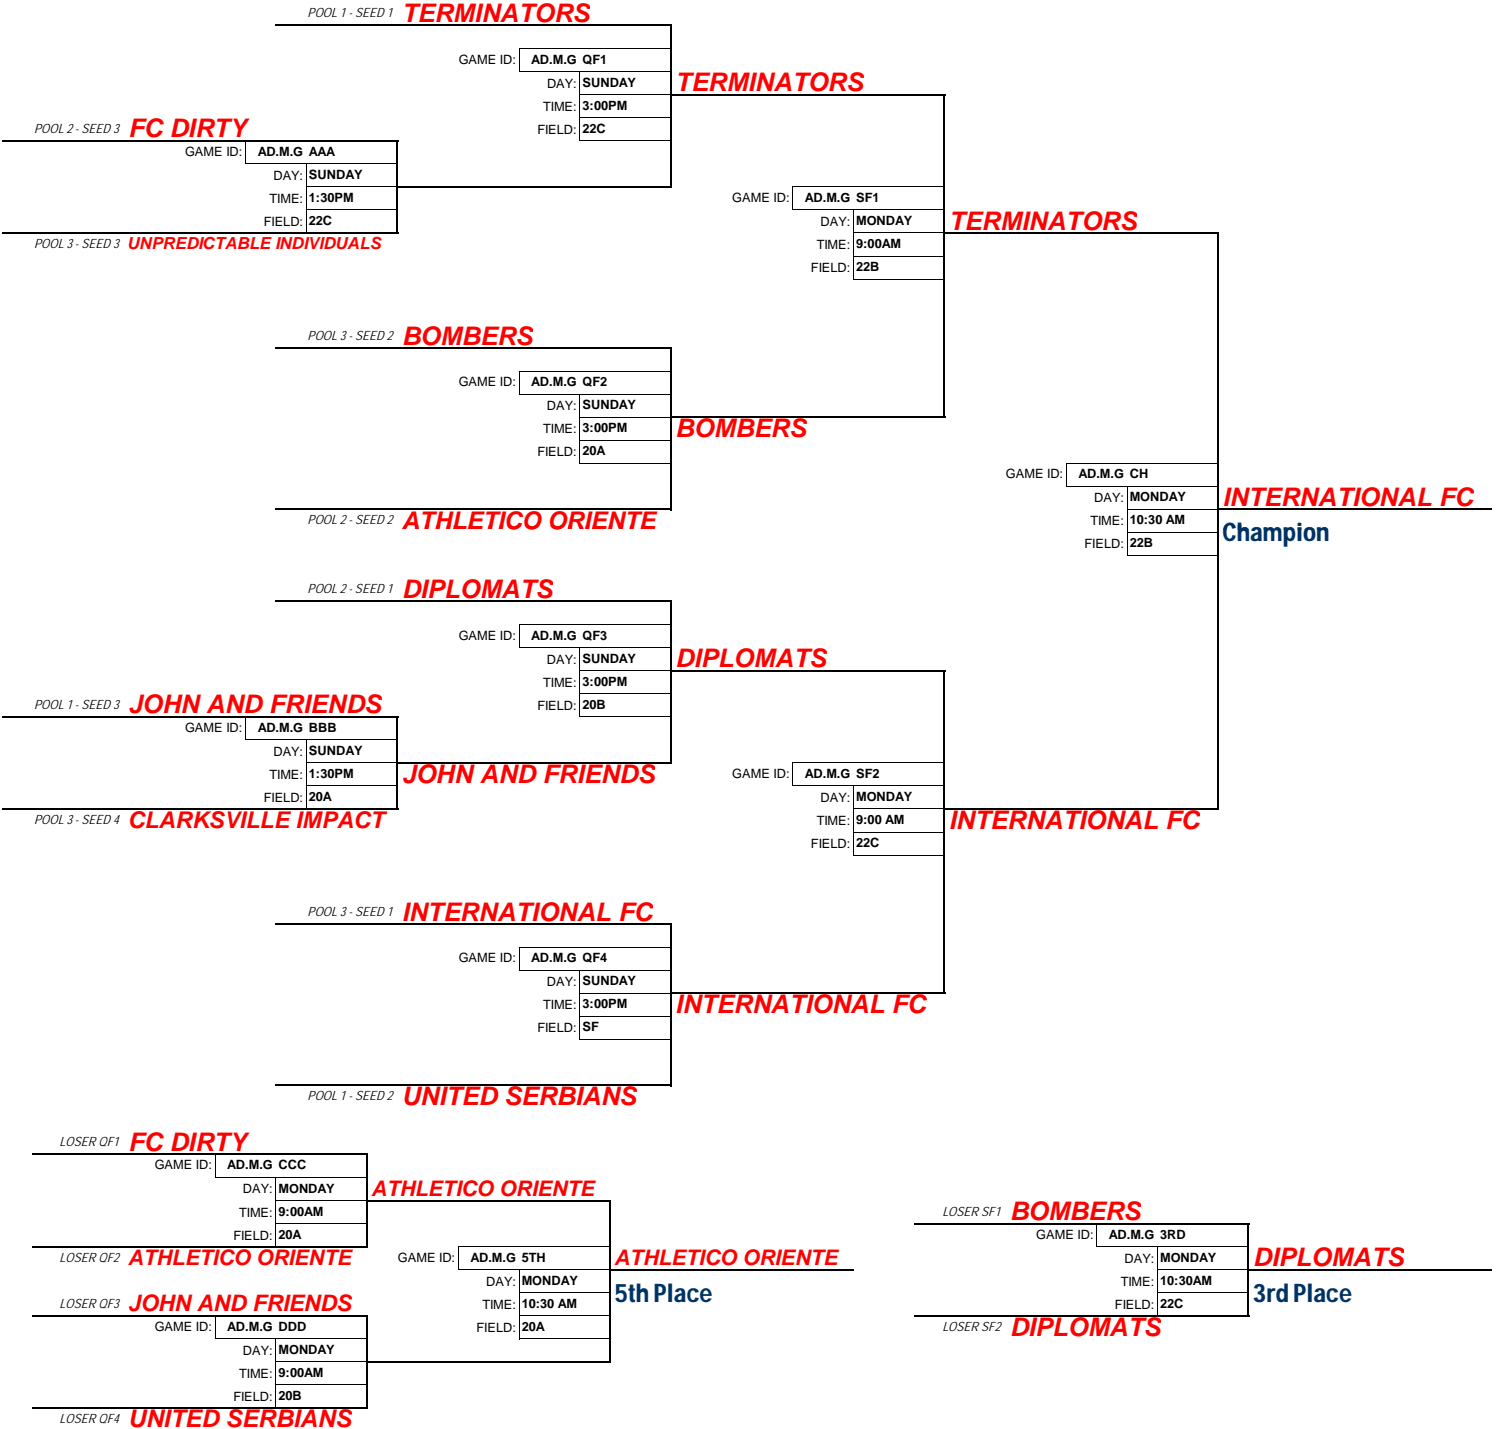 POOL 1 - SEED 1 TERMINATORS
GAME ID: AD.M.G QF1
DAY: SUNDAY
TIME: 3:00PM
FIELD: 22C
TERMINATORS
POOL 2 - SEED 3 FC DIRTY
GAME ID: AD.M.G AAA
DAY: SUNDAY
TIME: 1:30PM
FIELD: 22C
POOL 3 - SEED 3 UNPREDICTABLE INDIVIDUALS
GAME ID: AD.M.G SF1
DAY: MONDAY
TIME: 9:00AM
FIELD: 22B
TERMINATORS
POOL 3 - SEED 2 BOMBERS
GAME ID: AD.M.G QF2
DAY: SUNDAY
TIME: 3:00PM
FIELD: 20A
BOMBERS
POOL 2 - SEED 2 ATHLETICO ORIENTE
GAME ID: AD.M.G CH
DAY: MONDAY
TIME: 10:30 AM
FIELD: 22B
INTERNATIONAL FC
Champion
POOL 2 - SEED 1 DIPLOMATS
GAME ID: AD.M.G QF3
DAY: SUNDAY
TIME: 3:00PM
FIELD: 20B
DIPLOMATS
POOL 1 - SEED 3 JOHN AND FRIENDS
GAME ID: AD.M.G BBB
DAY: SUNDAY
TIME: 1:30PM
FIELD: 20A
JOHN AND FRIENDS
POOL 3 - SEED 4 CLARKSVILLE IMPACT
GAME ID: AD.M.G SF2
DAY: MONDAY
TIME: 9:00 AM
FIELD: 22C
INTERNATIONAL FC
POOL 3 - SEED 1 INTERNATIONAL FC
GAME ID: AD.M.G QF4
DAY: SUNDAY
TIME: 3:00PM
FIELD: SF
INTERNATIONAL FC
POOL 1 - SEED 2 UNITED SERBIANS
LOSER QF1 FC DIRTY
GAME ID: AD.M.G CCC
DAY: MONDAY
TIME: 9:00AM
FIELD: 20A
ATHLETICO ORIENTE
LOSER QF2 ATHLETICO ORIENTE
GAME ID: AD.M.G 5TH
DAY: MONDAY
TIME: 10:30 AM
FIELD: 20A
ATHLETICO ORIENTE
5th Place
LOSER QF3 JOHN AND FRIENDS
GAME ID: AD.M.G DDD
DAY: MONDAY
TIME: 9:00AM
FIELD: 20B
LOSER QF4 UNITED SERBIANS
LOSER SF1 BOMBERS
GAME ID: AD.M.G 3RD
DAY: MONDAY
TIME: 10:30AM
FIELD: 22C
DIPLOMATS
3rd Place
LOSER SF2 DIPLOMATS